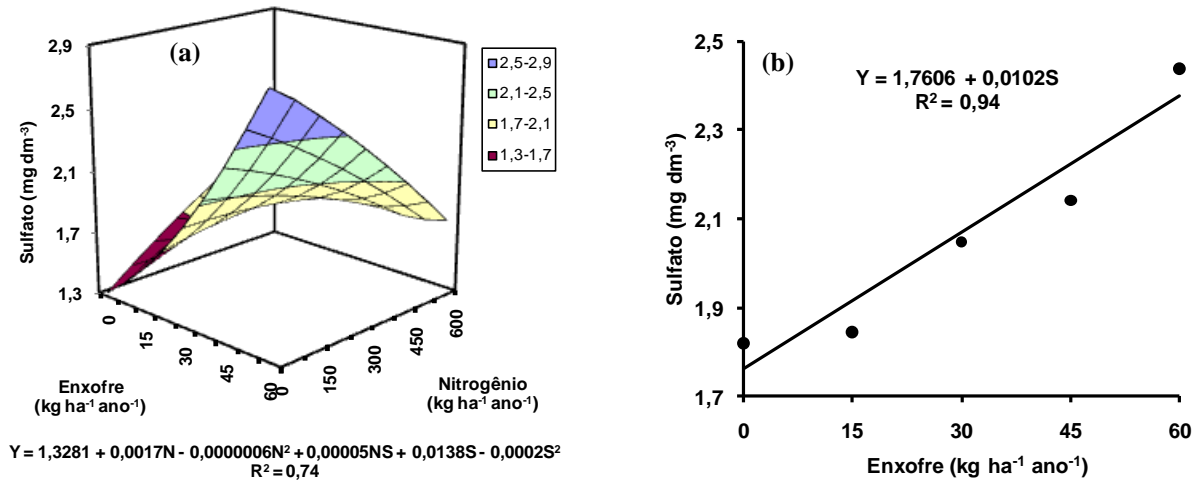 (a)
2,9
2,5
2,1
1,7
1,3
Sulfato (mg dm-3)
2,5-2,9
2,1-2,5
1,7-2,1
1,3-1,7
0
15
30
45
60
0
150
300
450
600
Enxofre
(kg ha-1 ano-1)
Nitrogênio
(kg ha-1 ano-1)
Y = 1,3281 + 0,0017N - 0,0000006N² + 0,00005NS + 0,0138S - 0,0002S²
R² = 0,74
(b)
Y = 1,7606 + 0,0102S
R² = 0,94
2,5
2,3
2,1
1,9
1,7
Sulfato (mg dm-3)
0
15
30
45
60
Enxofre (kg ha-1 ano-1)